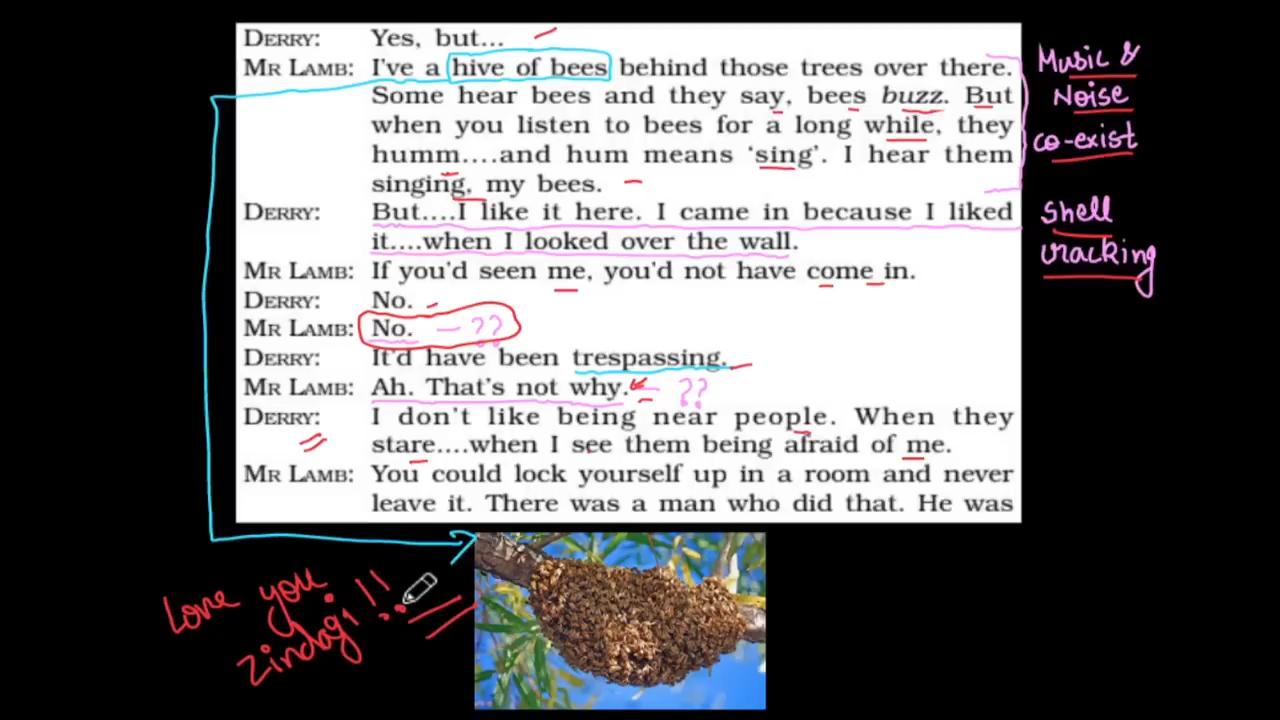 DERRY: Yes, but...
MR LAMB: I've a hive of bees behind those trees over there.
Some hear bees and they say, bees buzz. But
when you listen to bees for a long while, they
humm....and hum means 'sing'. I hear them
singing, my bees.
DERRY: But....I like it here. I came in because I liked
it....when I looked over the wall.
MR LAMB: If you'd seen me, you'd not have come in.
DERRY: No.
MR LAMB: No. - ??
DERRY: It'd have been trespassing.
MR LAMB: Ah. That's not why. - ??
DERRY: I don't like being near people. When they
stare....when I see them being afraid of me.
MR LAMB: You could lock yourself up in a room and never
leave it. There was a man who did that. He was
Music &
Noise
co-exist
Shell
cracking
Love you
Zindagi !!